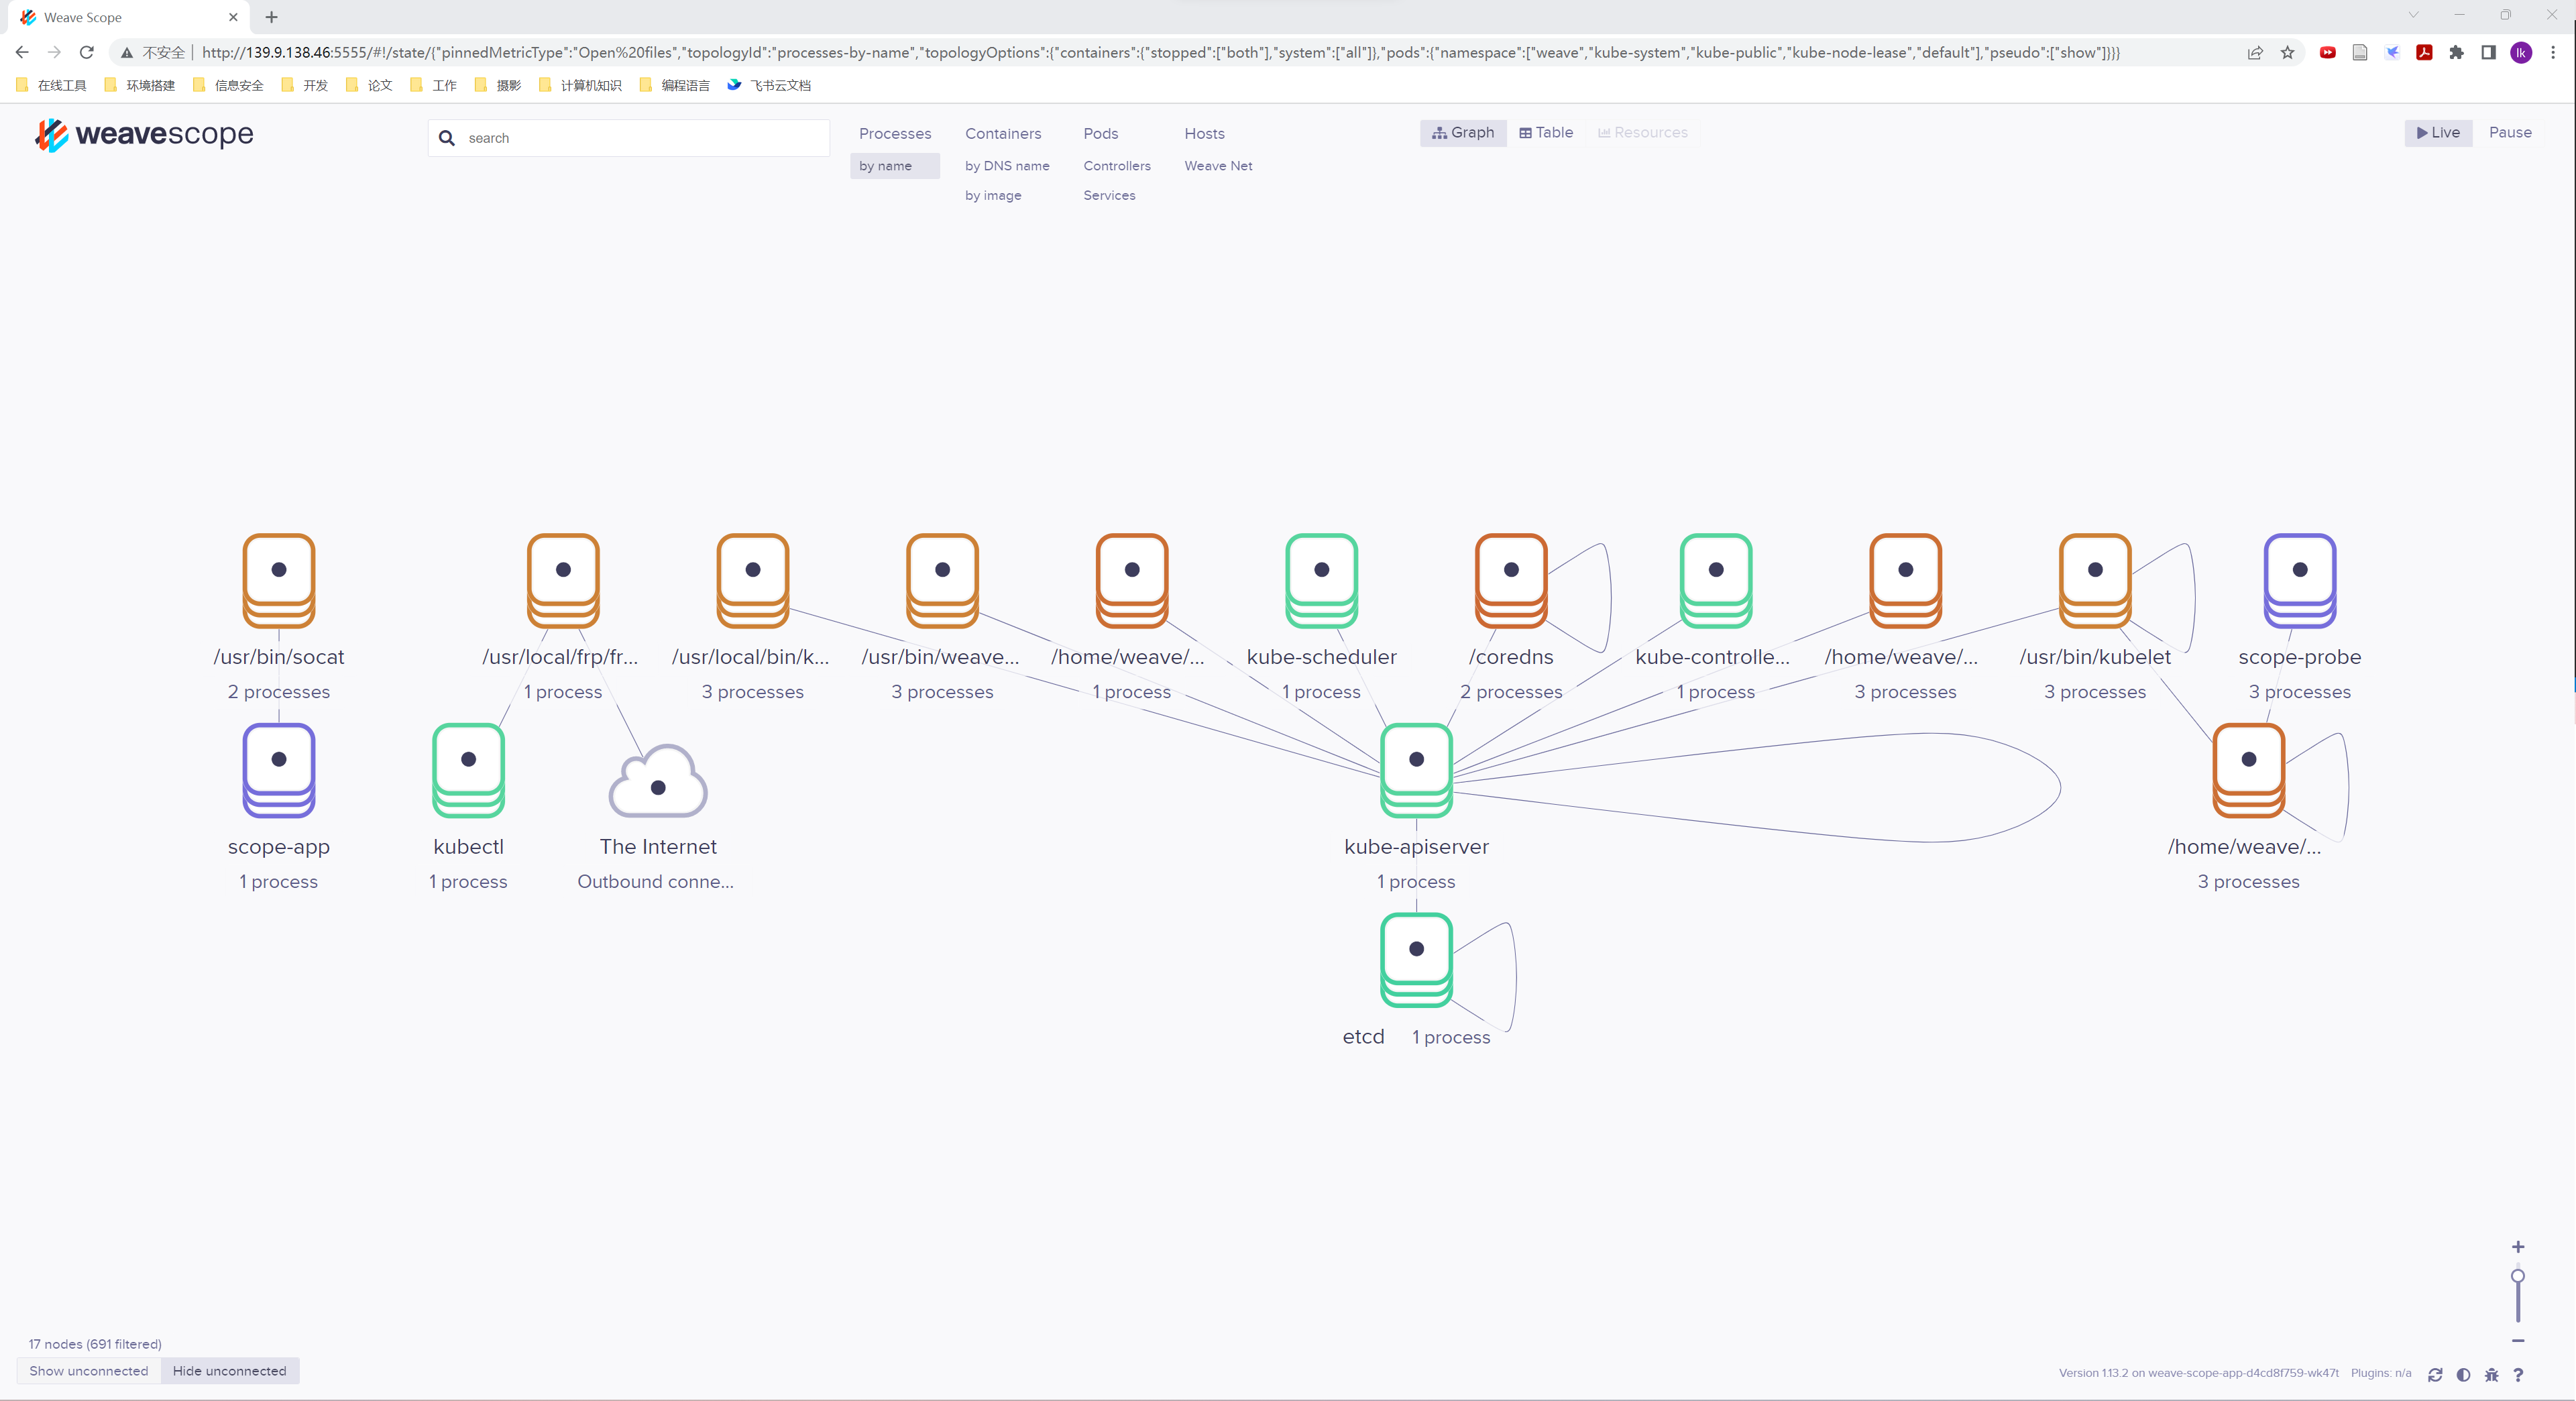 Weave Scope
不安全 http://139.9.138.46:5555/#!/state/{"pinnedMetricType":"Open%20files","topologyId":"processes-by-name","topologyOptions":{"containers":{"stopped":["both"],"system":["all"]},"pods":{"namespace":["weave","kube-system","kube-public","kube-node-lease","default"],"pseudo":["show"]}}}
lk
在线工具 环境搭建 信息安全 开发 论文 工作 摄影 计算机知识 编程语言 飞书云文档
weavescope
search
Processes Containers Pods Hosts
by name by DNS name Controllers Weave Net
by image Services
Graph Table Resources
Live Pause
/usr/bin/socat /usr/local/frp/fr... /usr/local/bin/k... /usr/bin/weave... /home/weave/... kube-scheduler /coredns kube-controlle... /home/weave/... /usr/bin/kubelet scope-probe
2 processes 1 process 3 processes 3 processes 1 process 1 process 2 processes 1 process 3 processes 3 processes 3 processes
scope-app kubectl The Internet kube-apiserver /home/weave/...
1 process 1 process Outbound conne... 1 process 3 processes
etcd 1 process
17 nodes (691 filtered)
Show unconnected Hide unconnected
Version 1.13.2 on weave-scope-app-d4cd8f759-wk47t Plugins: n/a